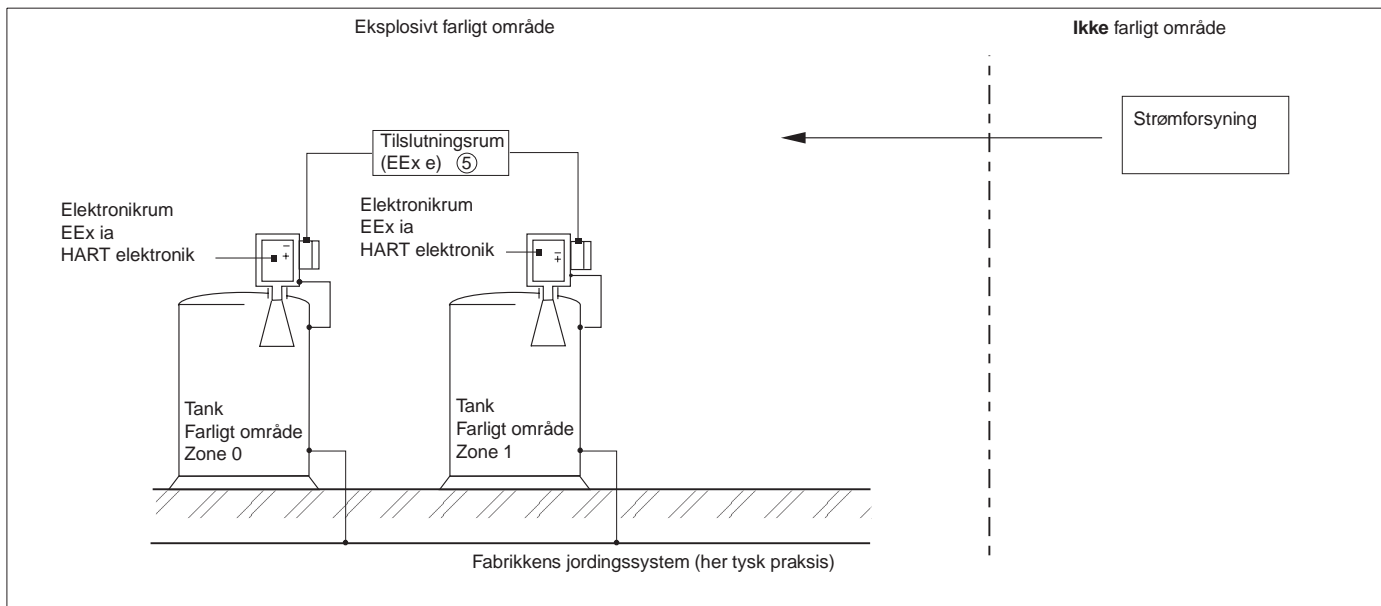 Eksplosivt farligt område
Ikke farligt område
Strømforsyning
Tilslutningsrum
(EEx e) ⑤
Elektronikrum
EEx ia
HART elektronik
Elektronikrum
EEx ia
HART elektronik
Tank
Farligt område
Zone 0
Tank
Farligt område
Zone 1
Fabrikkens jordingssystem (her tysk praksis)